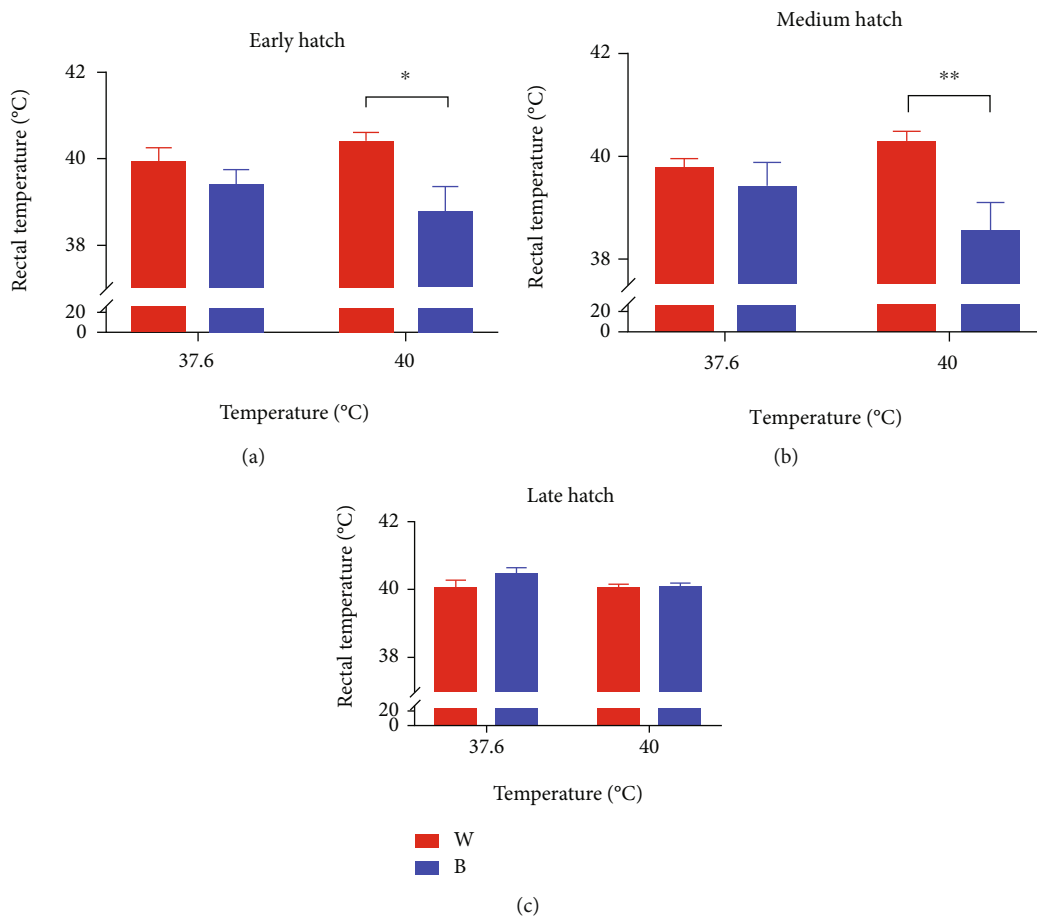 Early hatch
Rectal temperature (°C)
42
40
38
20
0
*
37.6
40
Temperature (°C)
(a)
Medium hatch
Rectal temperature (°C)
42
40
38
20
0
**
37.6
40
Temperature (°C)
(b)
Late hatch
Rectal temperature (°C)
42
40
38
20
0
37.6
40
Temperature (°C)
W
B
(c)